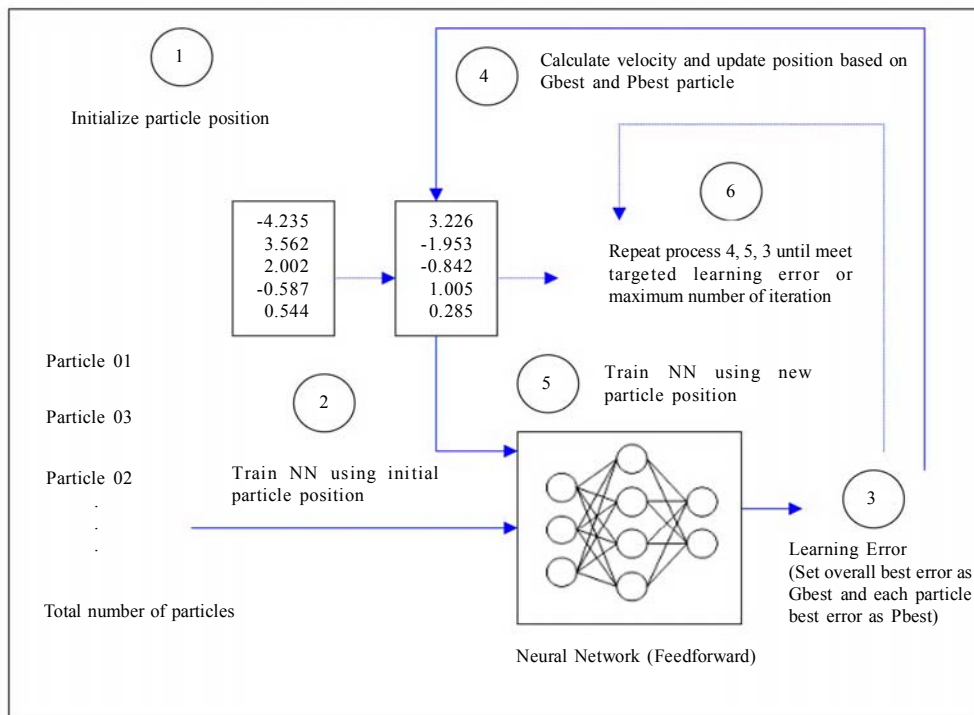 1
Initialize particle position
4
Calculate velocity and update position based on
Gbest and Pbest particle
6
Repeat process 4, 5, 3 until meet
targeted learning error or
maximum number of iteration
-4.235
3.562
2.002
-0.587
0.544
3.226
-1.953
-0.842
1.005
0.285
Particle 01
Particle 03
Particle 02
.
.
.
Total number of particles
2
Train NN using initial
particle position
5
Train NN using new
particle position
3
Learning Error
(Set overall best error as
Gbest and each particle
best error as Pbest)
Neural Network (Feedforward)